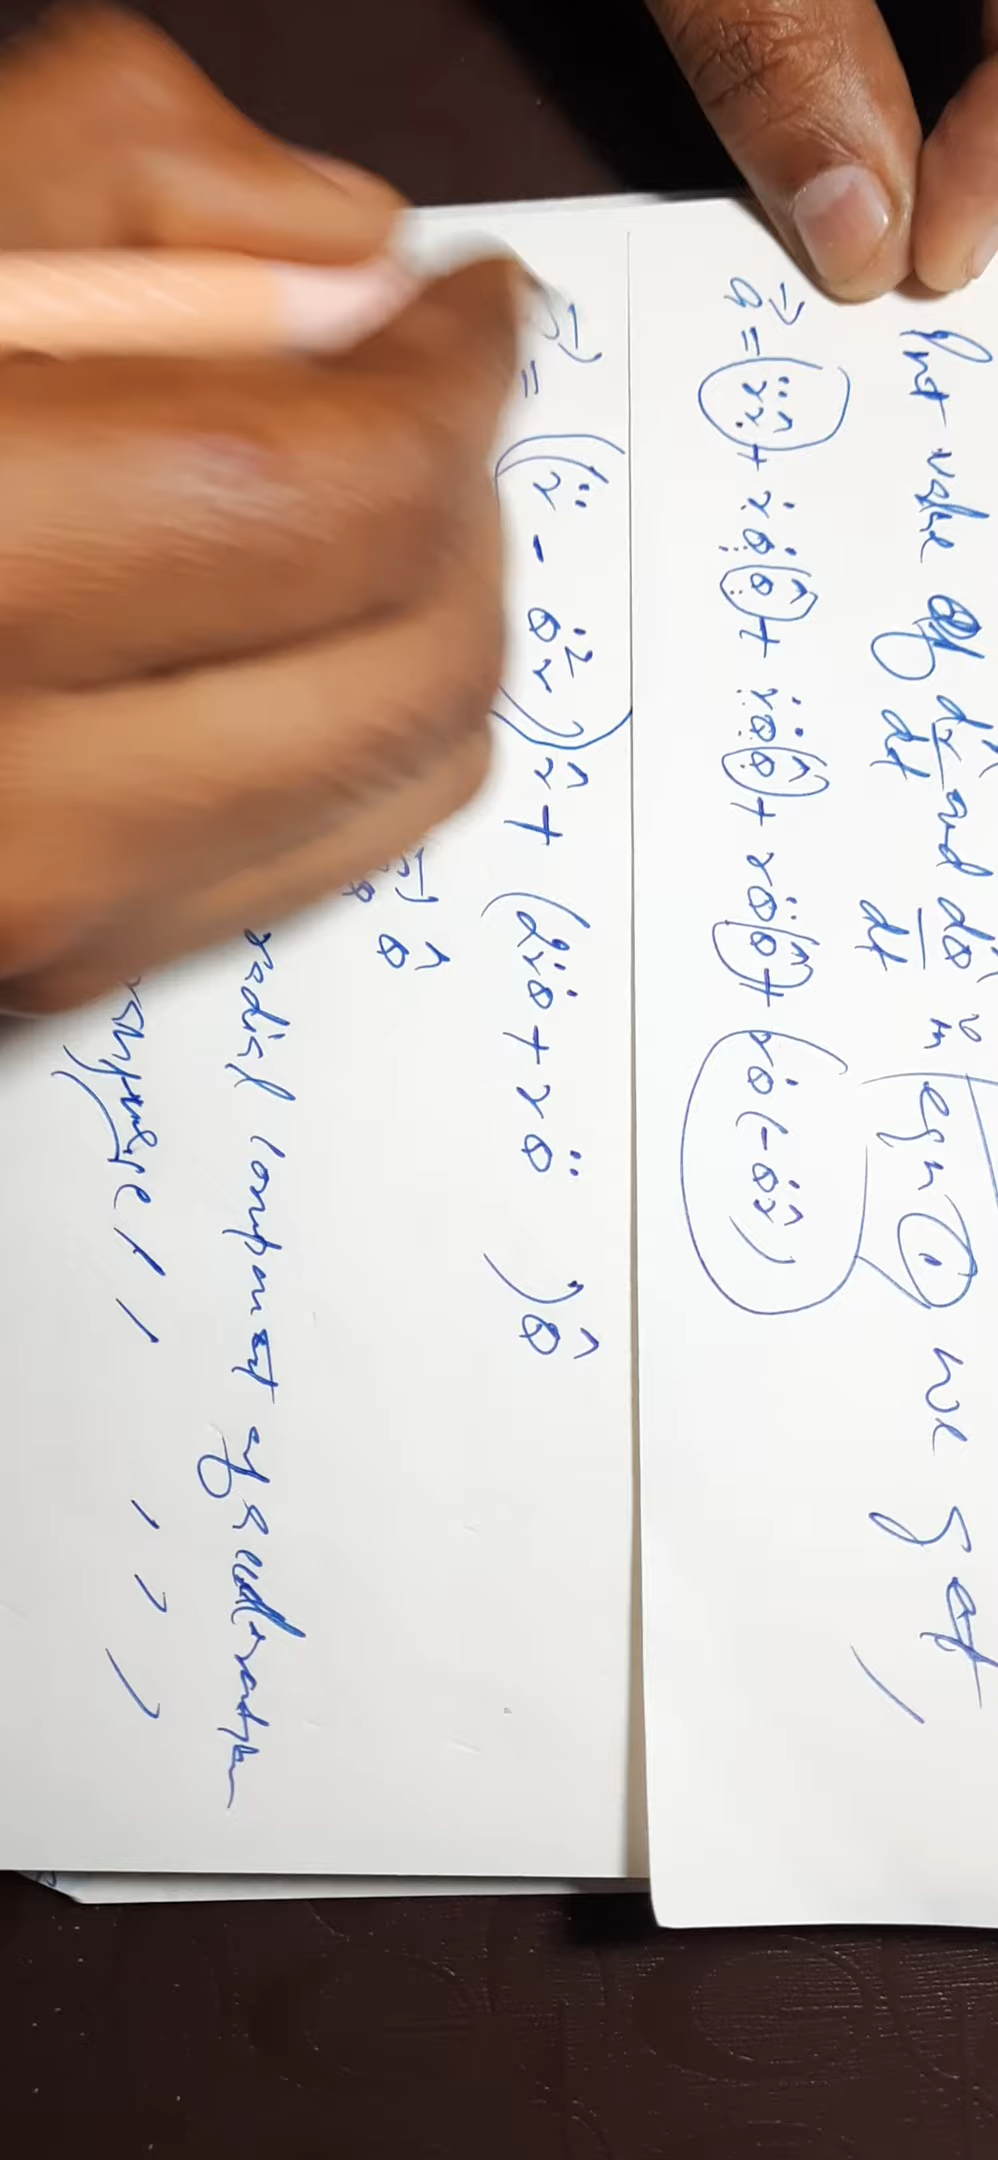 Put value of dr̂/dt and dθ̂/dt in eqn ① we get,
a⃗ = r̈r̂ + ṙθ̇θ̂ + ṙθ̇θ̂ + rθ̈θ̂ + rθ̇(-θ̇r̂)
a⃗ = (r̈ - θ̇²r)r̂ + (2ṙθ̇ + rθ̈)θ̂
θ̂
radial component of acceleration
, , , , ,